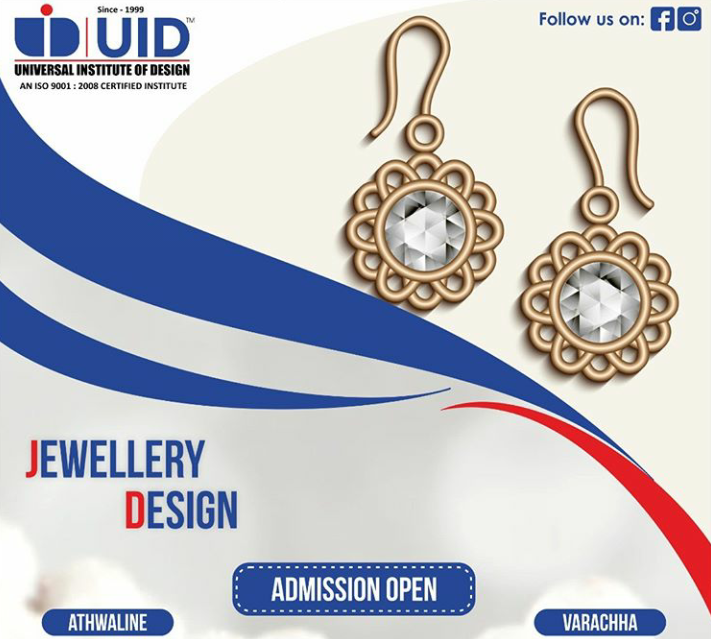 Since - 1999
UID™
UNIVERSAL INSTITUTE OF DESIGN
AN ISO 9001 : 2008 CERTIFIED INSTITUTE
Follow us on:
JEWELLERY
DESIGN
ADMISSION OPEN
ATHWALINE
VARACHHA